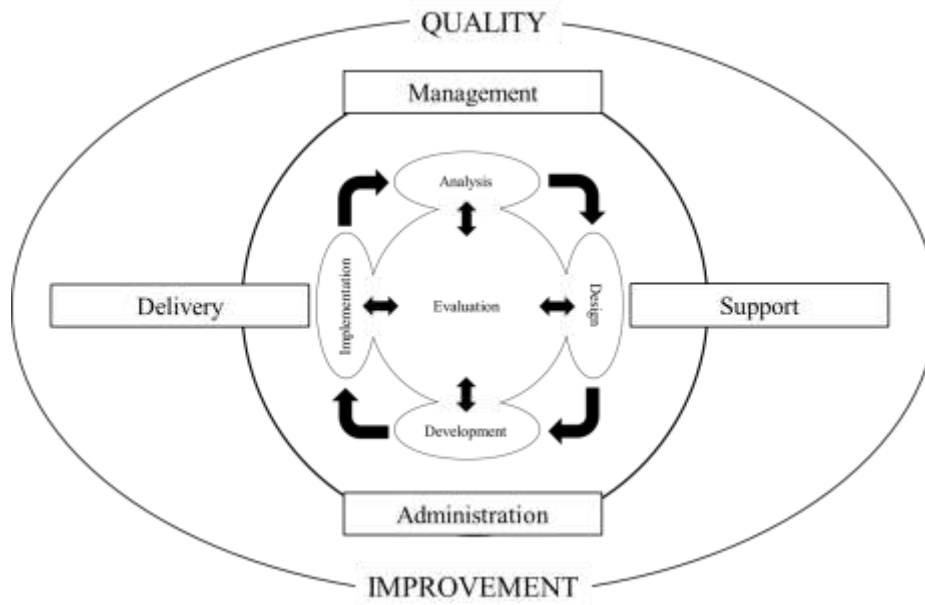 QUALITY
Management
Analysis
Delivery
Implementation
Evaluation
Design
Support
Development
Administration
IMPROVEMENT